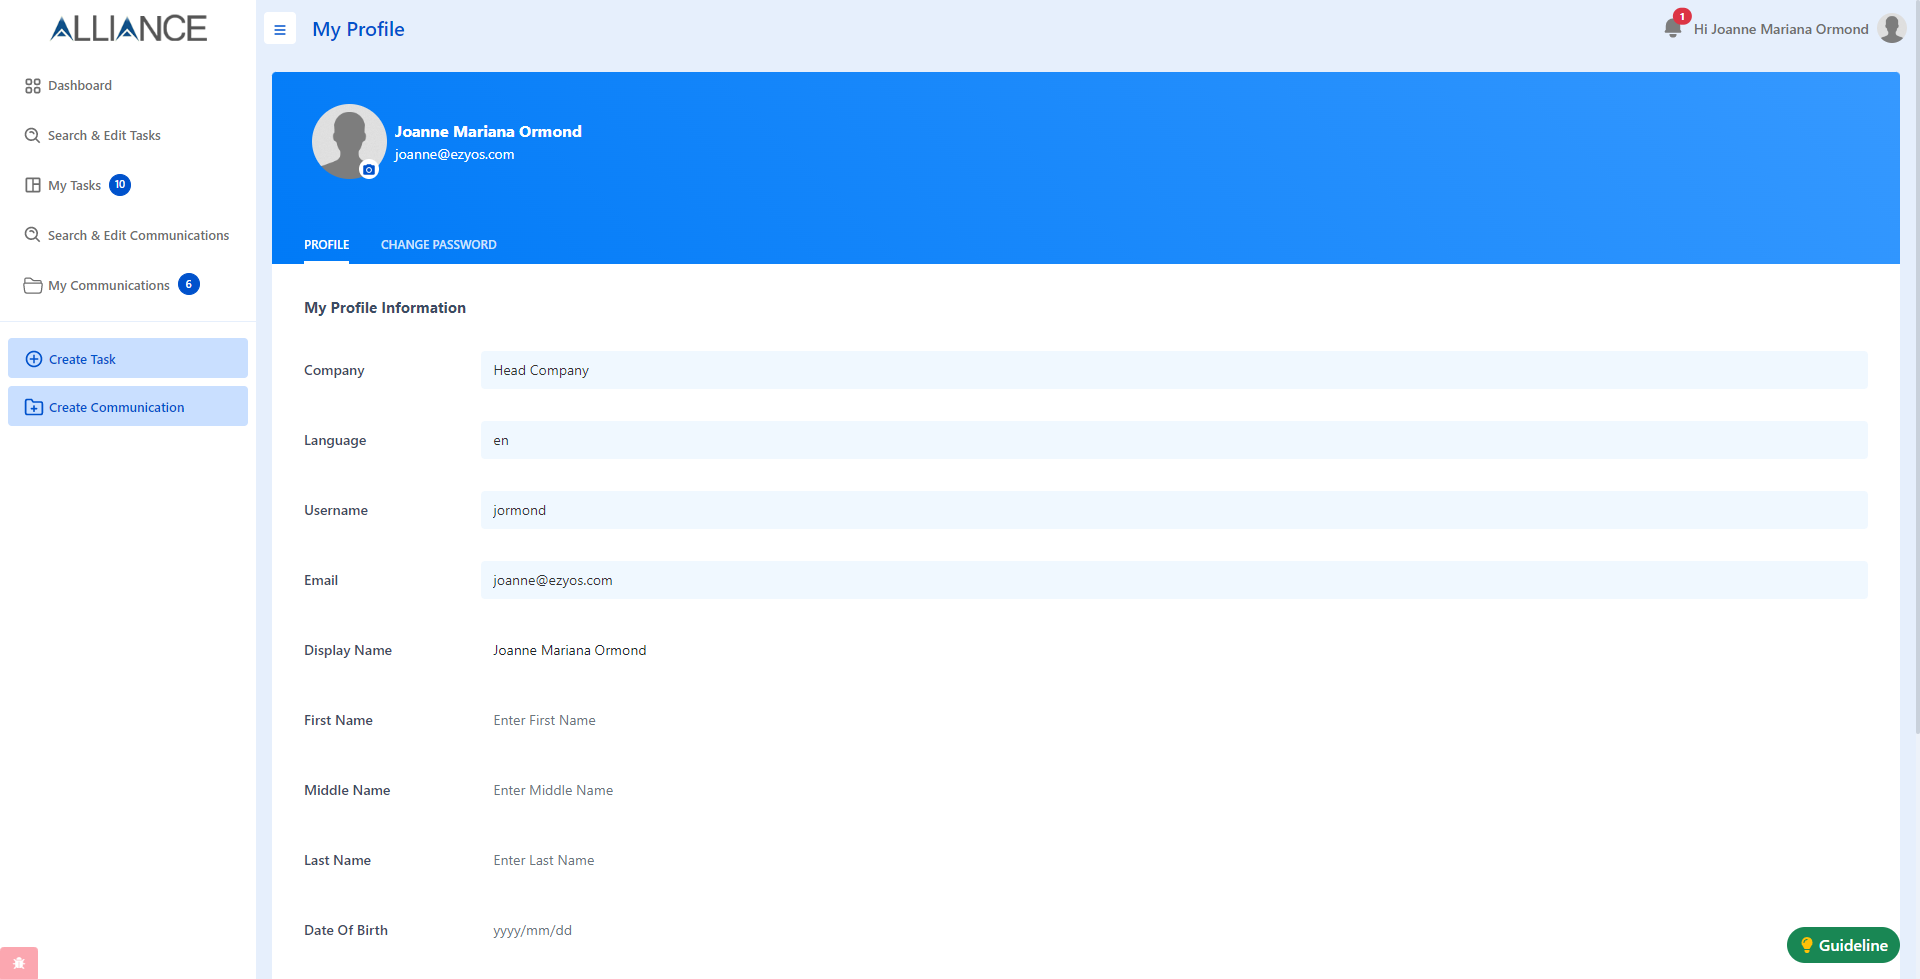 ALLIANCE
Dashboard
Search & Edit Tasks
My Tasks 10
Search & Edit Communications
My Communications 6
Create Task
Create Communication
My Profile
1
Hi Joanne Mariana Ormond
Joanne Mariana Ormond
joanne@ezyos.com
PROFILE CHANGE PASSWORD
My Profile Information
Company Head Company
Language en
Username jormond
Email joanne@ezyos.com
Display Name Joanne Mariana Ormond
First Name Enter First Name
Middle Name Enter Middle Name
Last Name Enter Last Name
Date Of Birth yyyy/mm/dd
Guideline